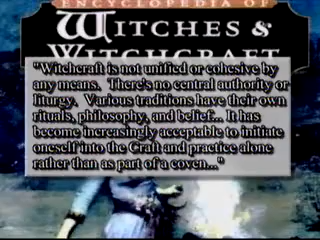 ENCYCLOPEDIA OF
WITCHES &
WITCHCRAFT
"Witchcraft is not unified or cohesive by
any means. There's no central authority or
liturgy. Various traditions have their own
rituals, philosophy, and belief... It has
become increasingly acceptable to initiate
oneself into the Craft and practice alone
rather than as part of a coven..."